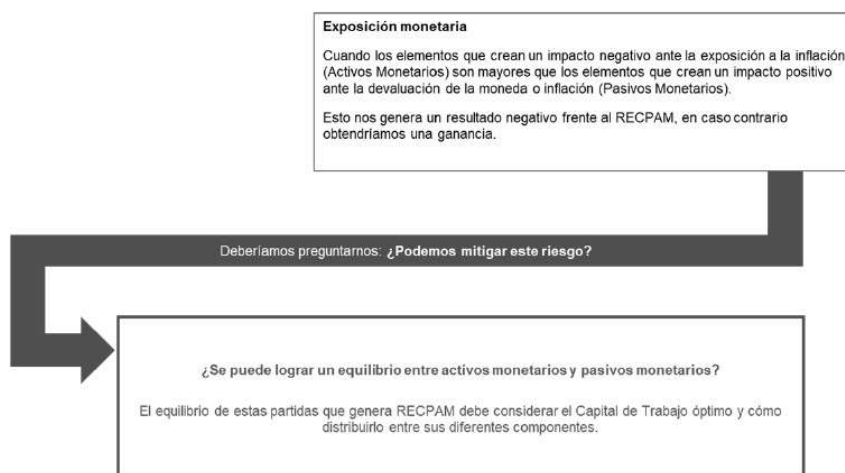 Exposición monetaria
Cuando los elementos que crean un impacto negativo ante la exposición a la inflación
(Activos Monetarios) son mayores que los elementos que crean un impacto positivo
ante la devaluación de la moneda o inflación (Pasivos Monetarios).
Esto nos genera un resultado negativo frente al RECPAM, en caso contrario
obtendríamos una ganancia.
Deberíamos preguntarnos: ¿Podemos mitigar este riesgo?
¿Se puede lograr un equilibrio entre activos monetarios y pasivos monetarios?
El equilibrio de estas partidas que genera RECPAM debe considerar el Capital de Trabajo óptimo y cómo
distribuirlo entre sus diferentes componentes.